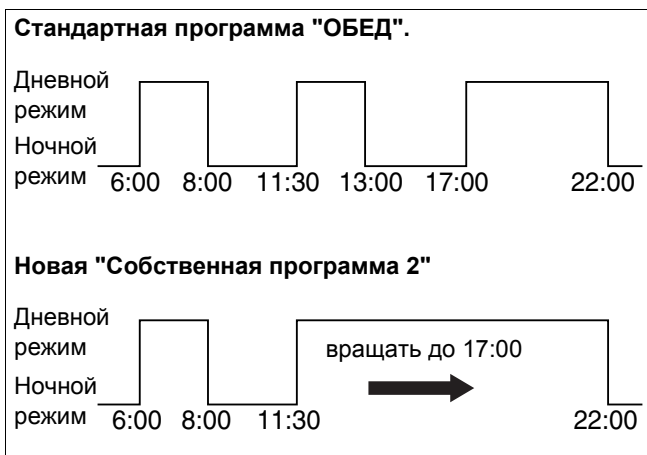 Стандартная программа "ОБЕД".
Дневной
режим
Ночной
режим
6:00 8:00 11:30 13:00 17:00 22:00
Новая "Собственная программа 2"
Дневной
режим
вращать до 17:00
Ночной
режим
6:00 8:00 11:30 22:00